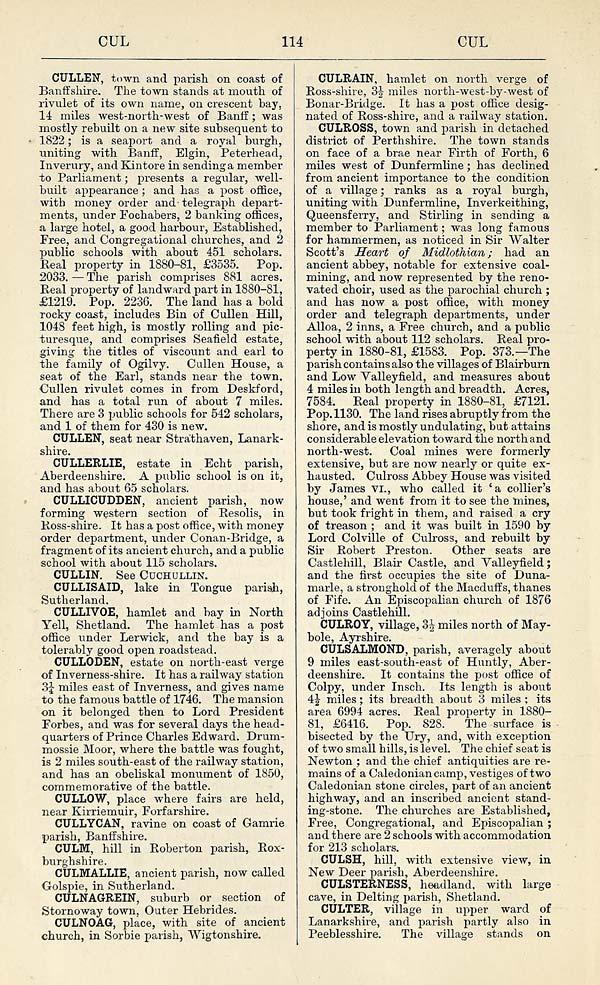 CUL 114 CUL
CULLEN, town and parish on coast of
Banffshire. The town stands at mouth of
rivulet of its own name, on crescent bay,
14 miles west-north-west of Banff; was
mostly rebuilt on a new site subsequent to
1822; is a seaport and a royal burgh,
uniting with Banff, Elgin, Peterhead,
Inverury, and Kintore in sending a member
to Parliament; presents a regular, well-
built appearance; and has a post office,
with money order and telegraph depart-
ments, under Fochabers, 2 banking offices,
a large hotel, a good harbour, Established,
Free, and Congregational churches, and 2
public schools with about 451 scholars.
Real property in 1880-81, £3535. Pop.
2033.—The parish comprises 881 acres.
Real property of landward part in 1880-81,
£1219. Pop. 2236. The land has a bold
rocky coast, includes Bin of Cullen Hill,
1048 feet high, is mostly rolling and pic-
turesque, and comprises Seafield estate,
giving the titles of viscount and earl to
the family of Ogilvy. Cullen House, a
seat of the Earl, stands near the town.
Cullen rivulet comes in from Deskford,
and has a total run of about 7 miles.
There are 3 public schools for 542 scholars,
and 1 of them for 430 is new.
CULLEN, seat near Strathaven, Lanark-
shire.
CULLERLIE, estate in Echt parish,
Aberdeenshire. A public school is on it,
and has about 65 scholars.
CULLICUDDEN, ancient parish, now
forming western section of Resolis, in
Ross-shire. It has a post office, with money
order department, under Conan-Bridge, a
fragment of its ancient church, and a public
school with about 115 scholars.
CULLIN. See CUCHULLIN.
CULLISAID, lake in Tongue parish,
Sutherland.
CULLIVOE, hamlet and bay in North
Yell, Shetland. The hamlet has a post
office under Lerwick, and the bay is a
tolerably good open roadstead.
CULLODEN, estate on north-east verge
of Inverness-shire. It has a railway station
3¼ miles east of Inverness, and gives name
to the famous battle of 1746. The mansion
on it belonged then to Lord President
Forbes, and was for several days the head-
quarters of Prince Charles Edward. Drum-
mossie Moor, where the battle was fought,
is 2 miles south-east of the railway station,
and has an obeliskal monument of 1850,
commemorative of the battle.
CULLOW, place where fairs are held,
near Kirriemuir, Forfarshire.
CULLYCAN, ravine on coast of Gamrie
parish, Banffshire.
CULM, hill in Roberton parish, Rox-
burghshire.
CULMALLIE, ancient parish, now called
Golspie, in Sutherland.
CULNAGREIN, suburb or section of
Stornoway town, Outer Hebrides.
CULNOAG, place, with site of ancient
church, in Sorbie parish, Wigtonshire.
CULRAIN, hamlet on north verge of
Ross-shire, 3½ miles north-west-by-west of
Bonar-Bridge. It has a post office desig-
nated of Ross-shire, and a railway station.
CULROSS, town and parish in detached
district of Perthshire. The town stands
on face of a brae near Firth of Forth, 6
miles west of Dunfermline; has declined
from ancient importance to the condition
of a village; ranks as a royal burgh,
uniting with Dunfermline, Inverkeithing,
Queensferry, and Stirling in sending a
member to Parliament; was long famous
for hammermen, as noticed in Sir Walter
Scott's Heart of Midlothian; had an
ancient abbey, notable for extensive coal-
mining, and now represented by the reno-
vated choir, used as the parochial church;
and has now a post office, with money
order and telegraph departments, under
Alloa, 2 inns, a Free church, and a public
school with about 112 scholars. Real pro-
perty in 1880-81, £1583. Pop. 373.—The
parish contains also the villages of Blairburn
and Low Valleyfield, and measures about
4 miles in both length and breadth. Acres,
7584. Real property in 1880-81, £7121.
Pop. 1130. The land rises abruptly from the
shore, and is mostly undulating, but attains
considerable elevation toward the north and
north-west. Coal mines were formerly
extensive, but are now nearly or quite ex-
hausted. Culross Abbey House was visited
by James VI., who called it 'a collier's
house,' and went from it to see the mines,
but took fright in them, and raised a cry
of treason; and it was built in 1590 by
Lord Colville of Culross, and rebuilt by
Sir Robert Preston. Other seats are
Castlehill, Blair Castle, and Valleyfield;
and the first occupies the site of Duna-
marle, a stronghold of the Macduffs, thanes
of Fife. An Episcopalian church of 1876
adjoins Castlehill.
CULROY, village, 3½ miles north of May-
bole, Ayrshire.
CULSALMOND, parish, averagely about
9 miles east-south-east of Huntly, Aber-
deenshire. It contains the post office of
Colpy, under Insch. Its length is about
4½ miles; its breadth about 3 miles; its
area 6994 acres. Real property in 1880-
81, £6416. Pop. 828. The surface is
bisected by the Ury, and, with exception
of two small hills, is level. The chief seat is
Newton; and the chief antiquities are re-
mains of a Caledonian camp, vestiges of two
Caledonian stone circles, part of an ancient
highway, and an inscribed ancient stand-
ing-stone. The churches are Established,
Free, Congregational, and Episcopalian;
and there are 2 schools with accommodation
for 213 scholars.
CULSH, hill, with extensive view, in
New Deer parish, Aberdeenshire.
CULSTERNESS, headland, with large
cave, in Delting parish, Shetland.
CULTER, village in upper ward of
Lanarkshire, and parish partly also in
Peeblesshire. The village stands on